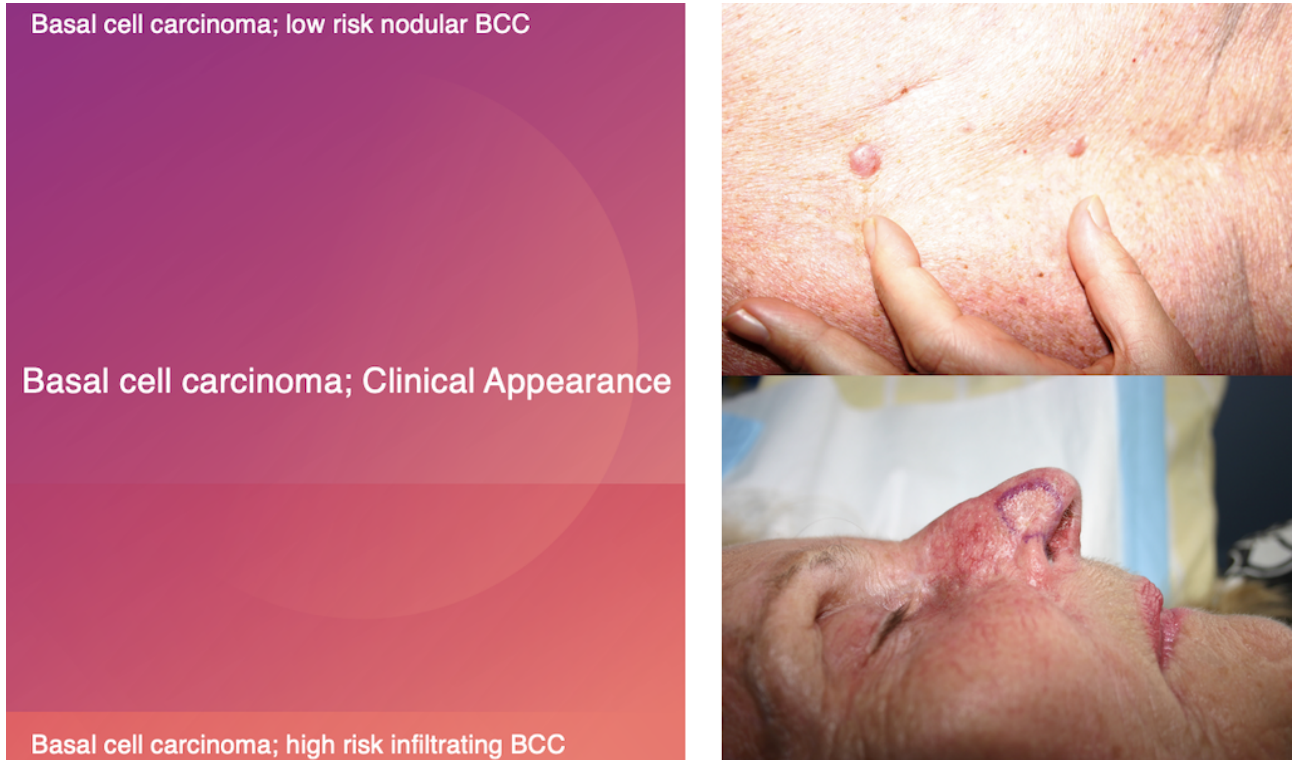 Basal cell carcinoma; low risk nodular BCC
Basal cell carcinoma; Clinical Appearance
Basal cell carcinoma; high risk infiltrating BCC